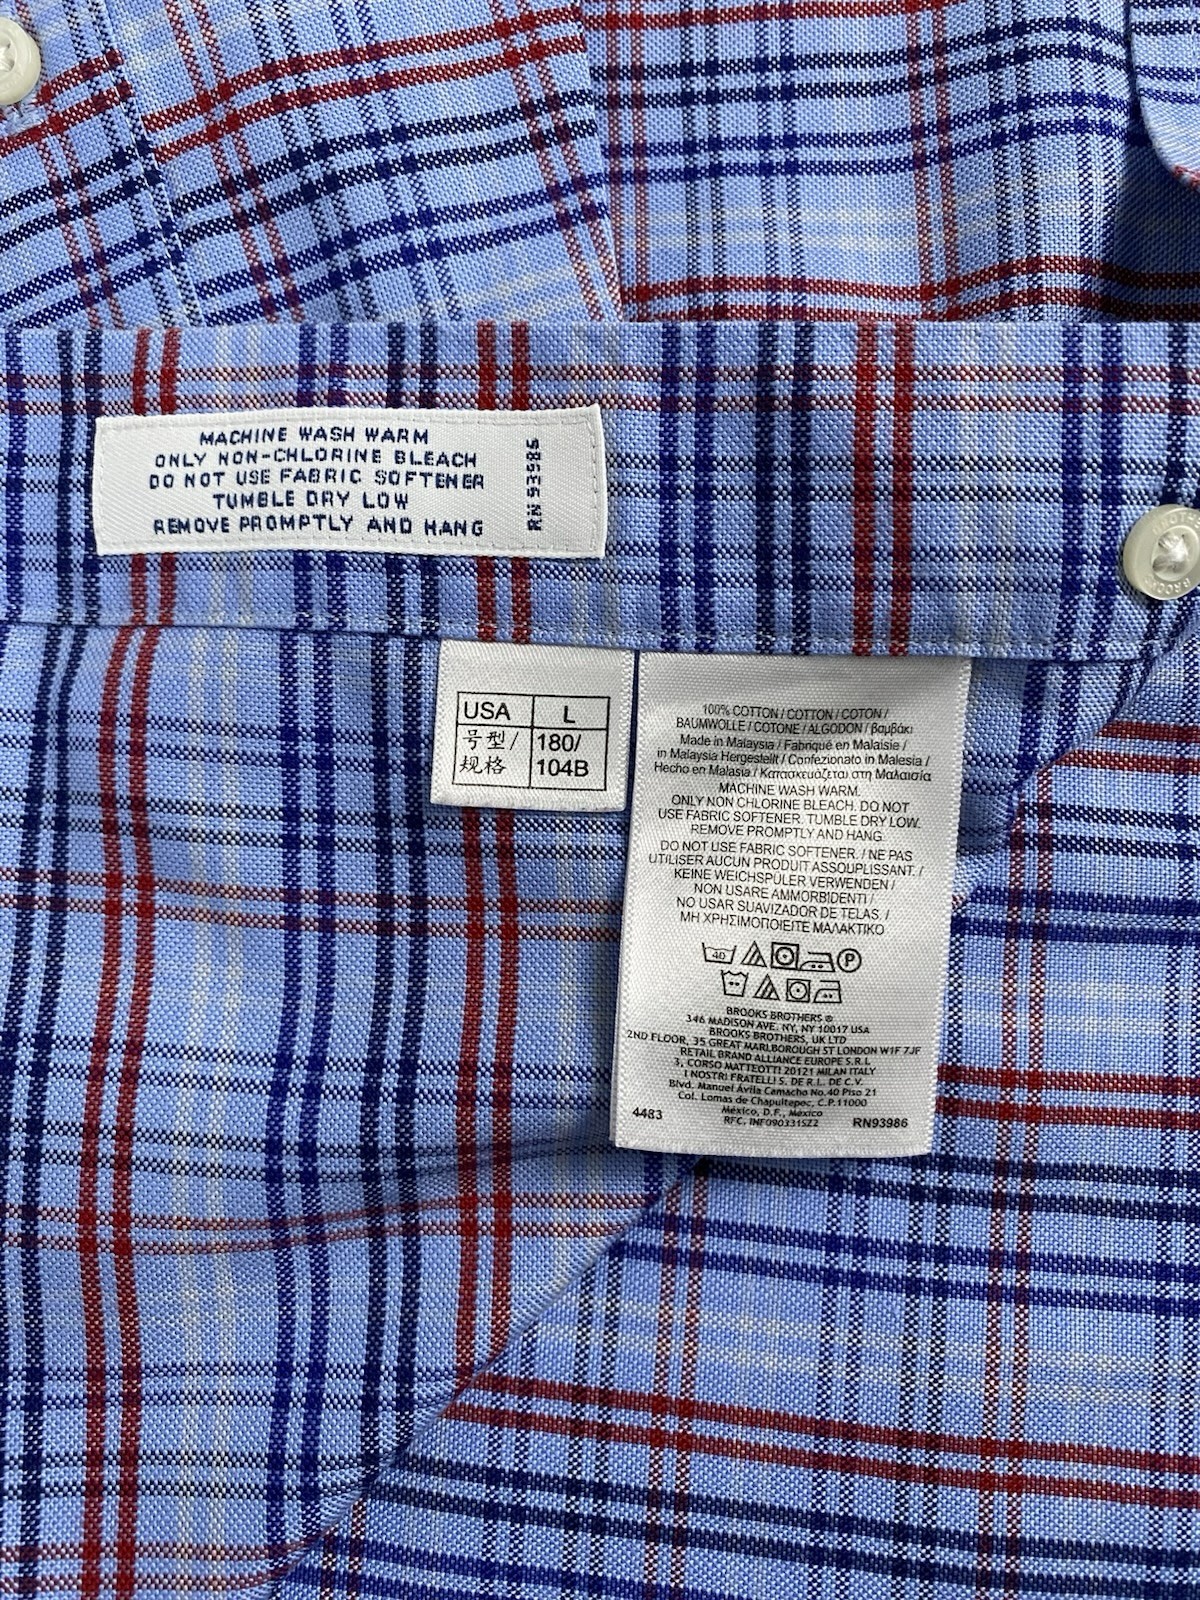 MACHINE WASH WARM
ONLY NON-CHLORINE BLEACH
DO NOT USE FABRIC SOFTENER
TUMBLE DRY LOW
REMOVE PROMPTLY AND HANG
USA L
号型/ 180/
规格 104B
100% COTTON / COTTON / COTON /
BAUMWOLLE / COTONE / ALGODON / βαμβάκι
Made in Malaysia / Fabriqué en Malaisie /
in Malaysia Hergestellt / Confezionato in Malesia /
Hecho en Malasia / Κατασκευάζεται στη Μαλαισία
MACHINE WASH WARM.
ONLY NON CHLORINE BLEACH. DO NOT
USE FABRIC SOFTENER. TUMBLE DRY LOW.
REMOVE PROMPTLY AND HANG.
DO NOT USE FABRIC SOFTENER. / NE PAS
UTILISER AUCUN PRODUIT ASSOUPLISSANT. /
KEINE WEICHSPÜLER VERWENDEN /
NON USARE AMMORBIDENTI /
NO USAR SUAVIZADOR DE TELAS. /
ΜΗ ΧΡΗΣΙΜΟΠΟΙΕΙΤΕ ΜΑΛΑΚΤΙΚΟ
40 P
BROOKS BROTHERS ®
346 MADISON AVE. NY, NY 10017 USA
BROOKS BROTHERS, UK LTD
2ND FLOOR, 35 GREAT MARLBOROUGH ST LONDON W1F 7JF
RETAIL BRAND ALLIANCE EUROPE S.R.L
3, CORSO MATTEOTTI 20121 MILAN ITALY
I NOSTRI FRATELLI S. DE R.L. DE C.V.
Blvd. Manuel Ávila Camacho No.40 Piso 21
Col. Lomas de Chapultepec, C.P.11000
México, D.F., México
RFC. INF090331SZ2
4483 RN93986